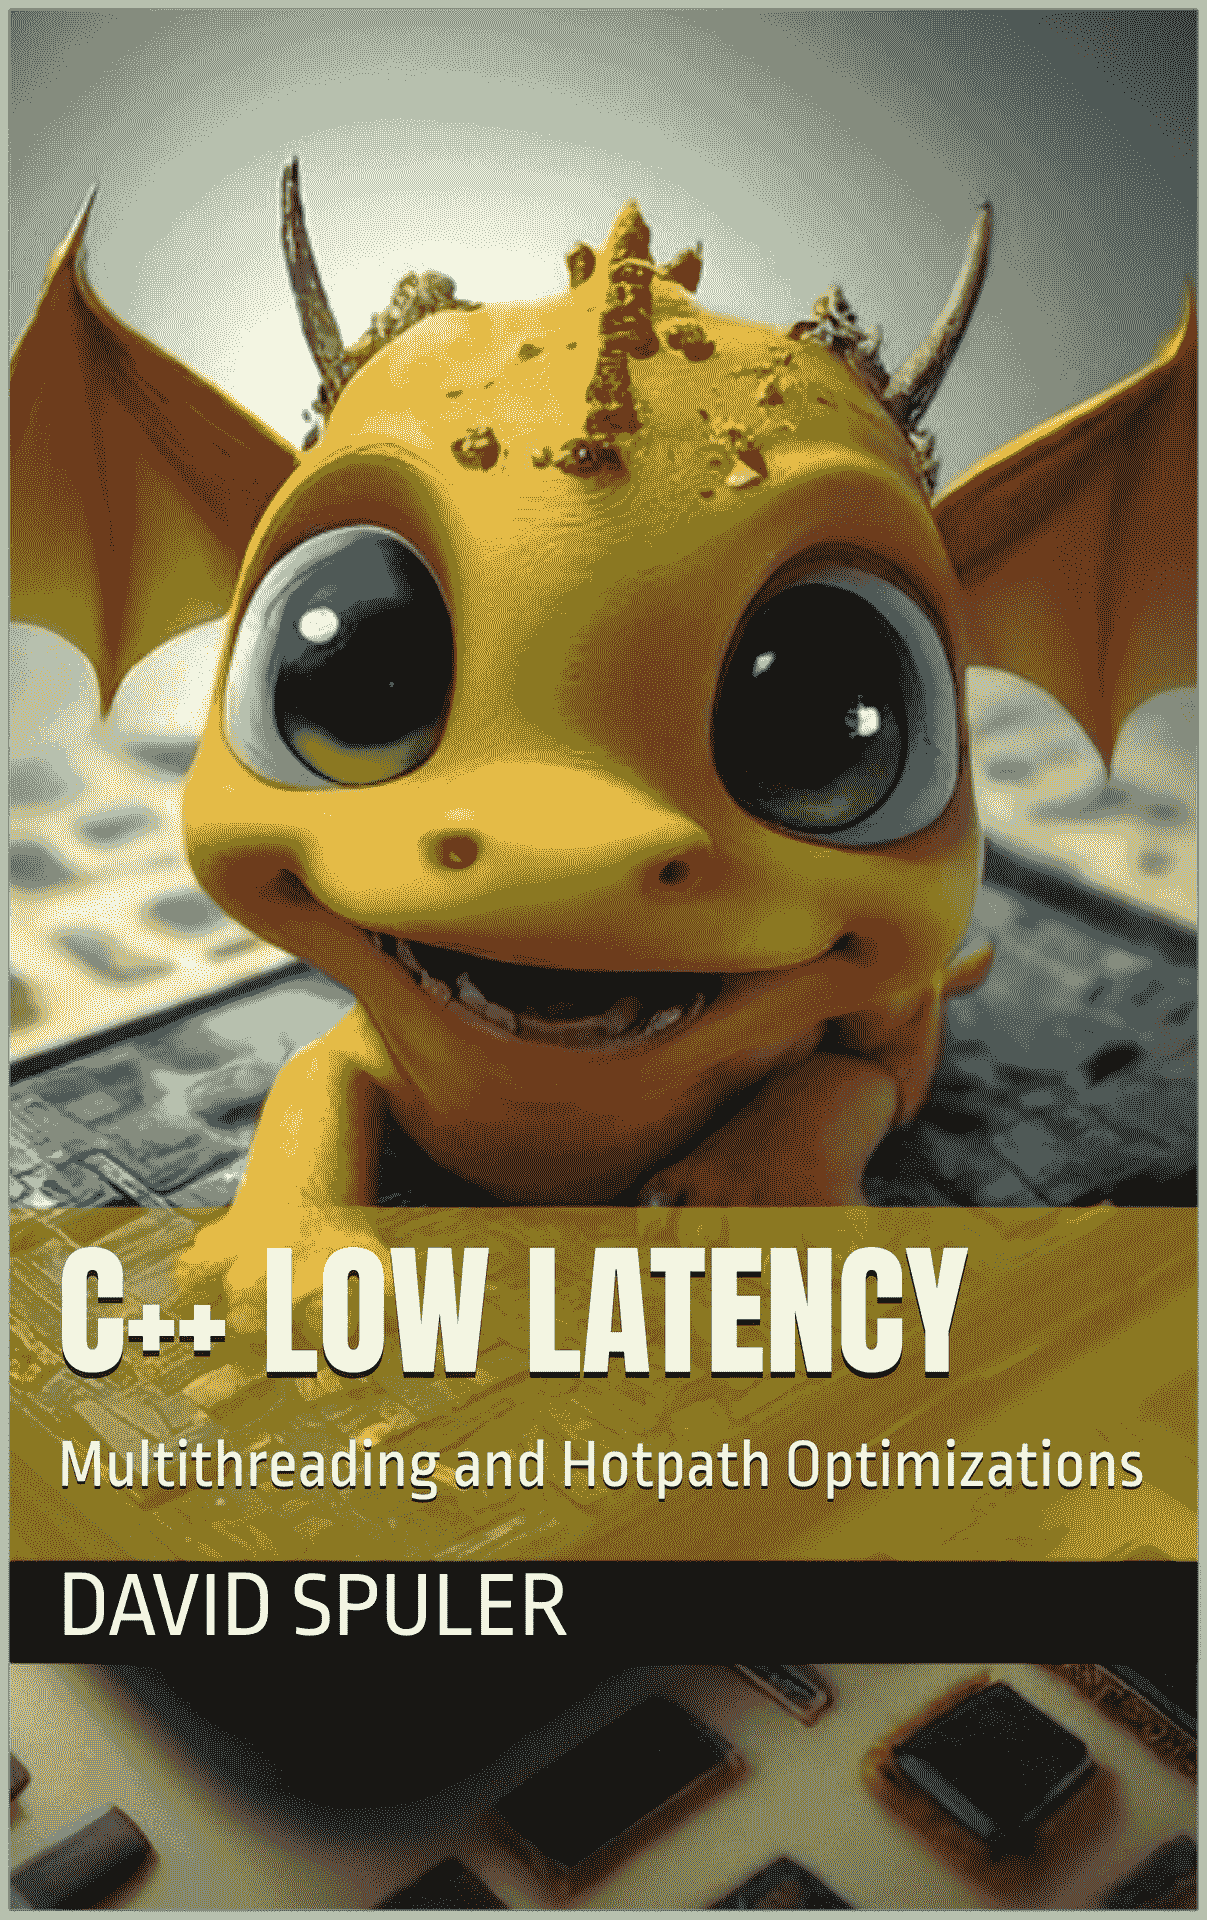 C++ LOW LATENCY
Multithreading and Hotpath Optimizations
DAVID SPULER